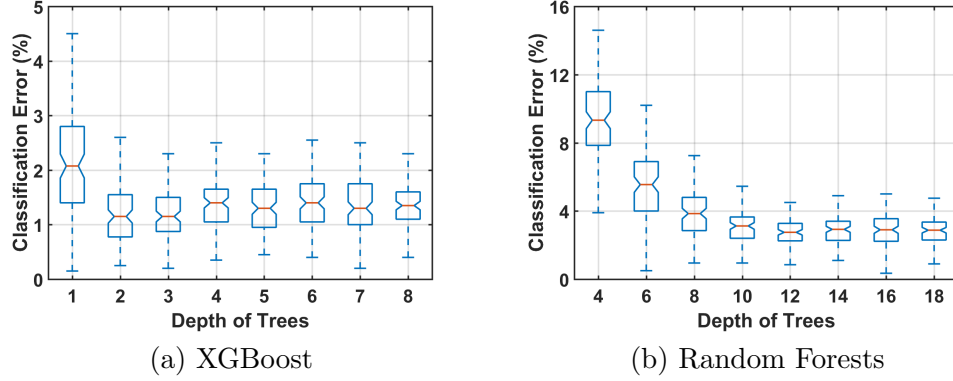 5
4
3
2
1
0
Classification Error (%)
1 2 3 4 5 6 7 8
Depth of Trees
(a) XGBoost
16
12
8
4
0
Classification Error (%)
4 6 8 10 12 14 16 18
Depth of Trees
(b) Random Forests